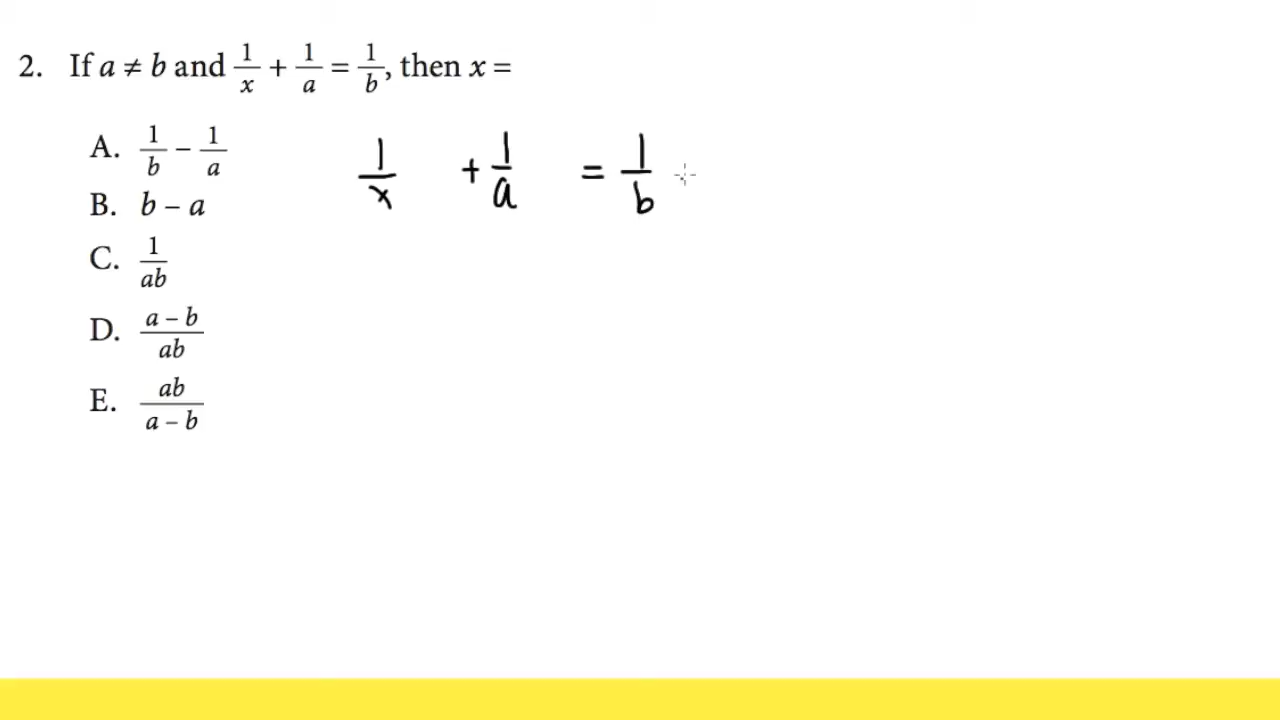 2. If a ≠ b and 1/x + 1/a = 1/b, then x =
A. 1/b – 1/a
B. b – a
C. 1/ab
D. (a – b)/ab
E. ab/(a – b)
1/x + 1/a = 1/b